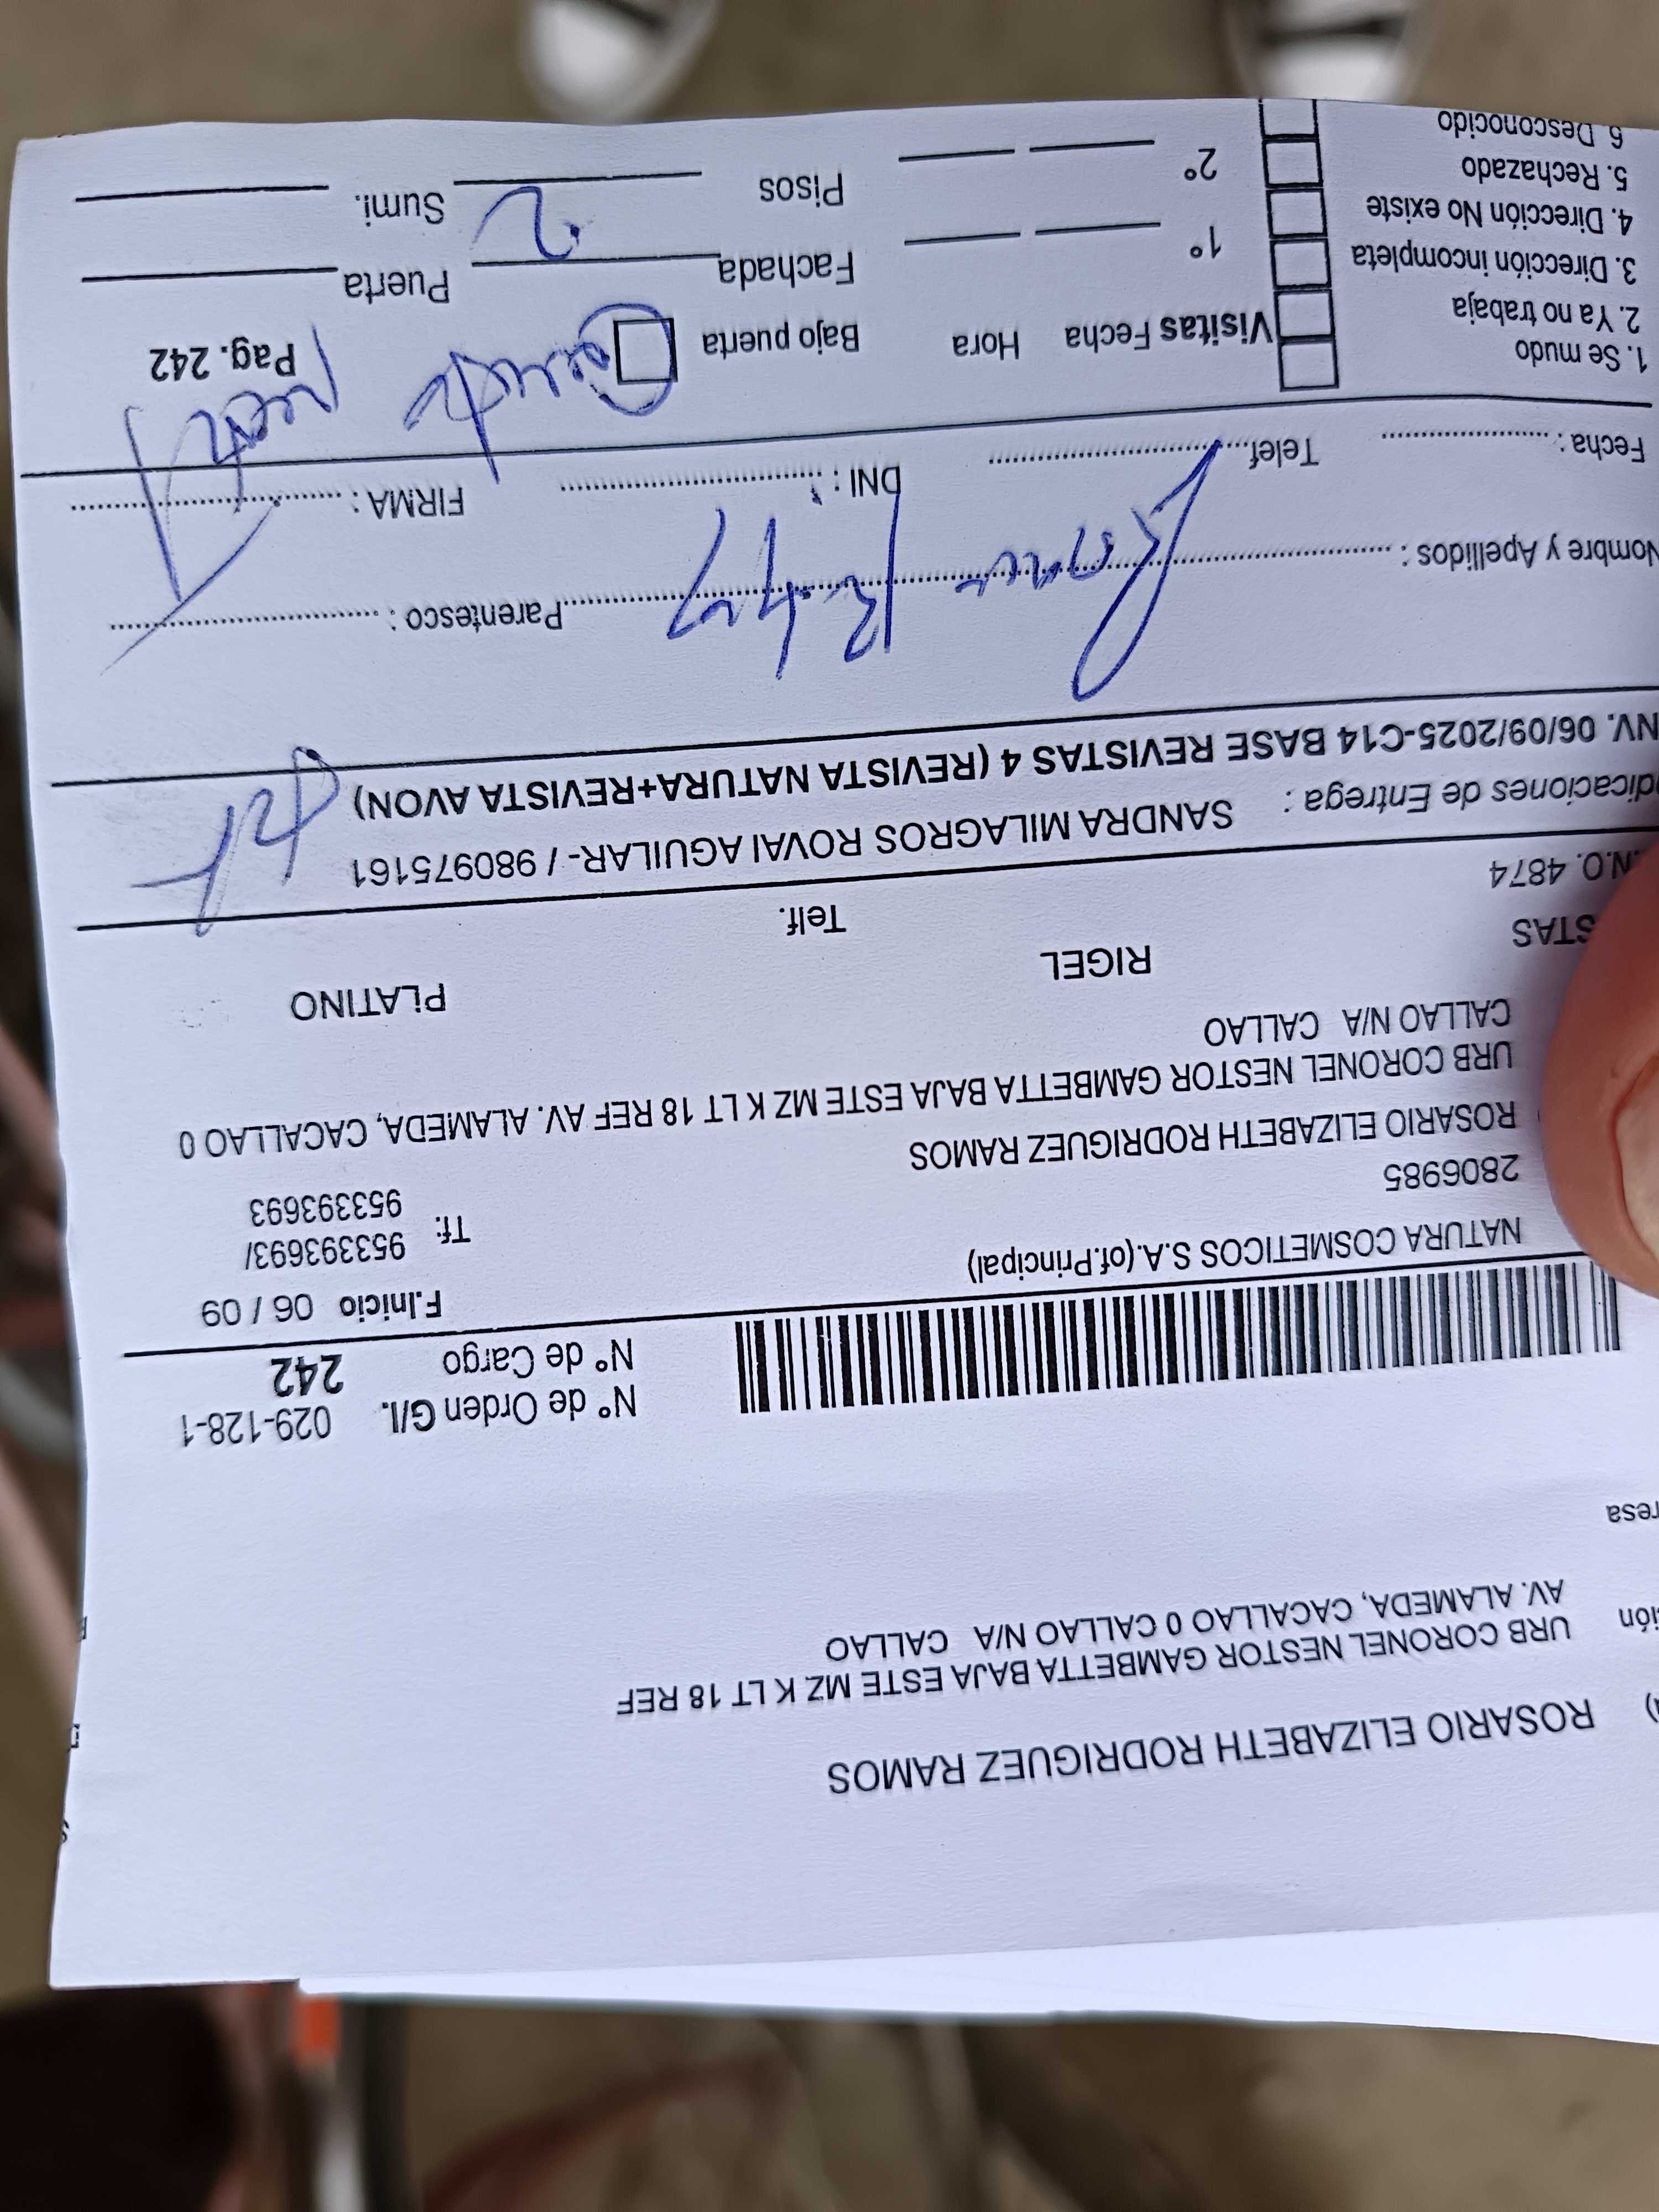 ROSARIO ELIZABETH RODRIGUEZ RAMOS
URB CORONEL NESTOR GAMBETTA BAJA ESTE MZ K LT 18 REF
AV. ALAMEDA, CACALLAO 0 CALLAO N/A CALLAO
N° de Orden G/I. 029-128-1
N° de Cargo 242
F.Inicio 06 / 09
NATURA COSMETICOS S.A.(of.Principal)
2806985 Tf: 953393693/
953393693
ROSARIO ELIZABETH RODRIGUEZ RAMOS
URB CORONEL NESTOR GAMBETTA BAJA ESTE MZ K LT 18 REF AV. ALAMEDA, CACALLAO 0
CALLAO N/A CALLAO
STAS RIGEL PLATINO
N.O. 4874 Telf.
dicaciones de Entrega : SANDRA MILAGROS ROVAI AGUILAR- / 980975161
NV. 06/09/2025-C14 BASE REVISTAS 4 (REVISTA NATURA+REVISTA AVON)
Nombre y Apellidos : Parentesco :
Fecha : Telef. DNI : FIRMA :
1. Se mudo
2. Ya no trabaja
3. Dirección incompleta
4. Dirección No existe
5. Rechazado
6. Desconocido
Visitas Fecha Hora Bajo puerta Pag. 242
1° Fachada Puerta
2° Pisos 2 Sumi.